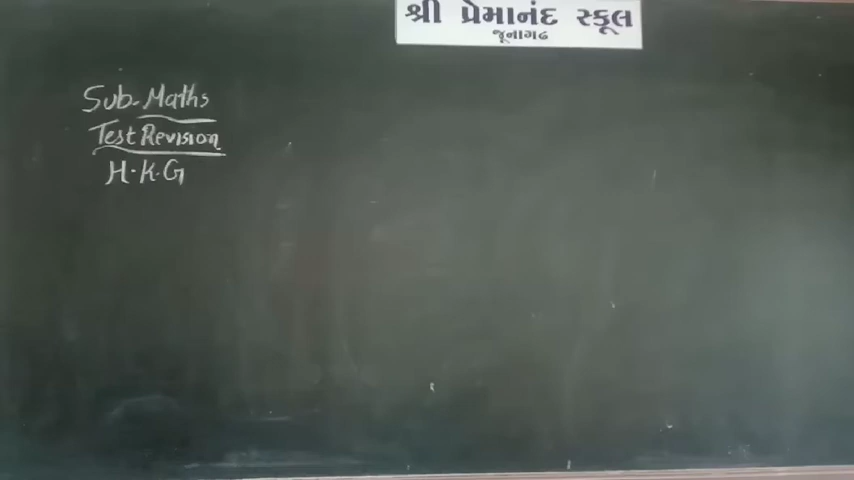 શ્રી પ્રેમાનંદ સ્કૂલ
જૂનાગઢ
Sub-Maths
Test Revision
H.K.G